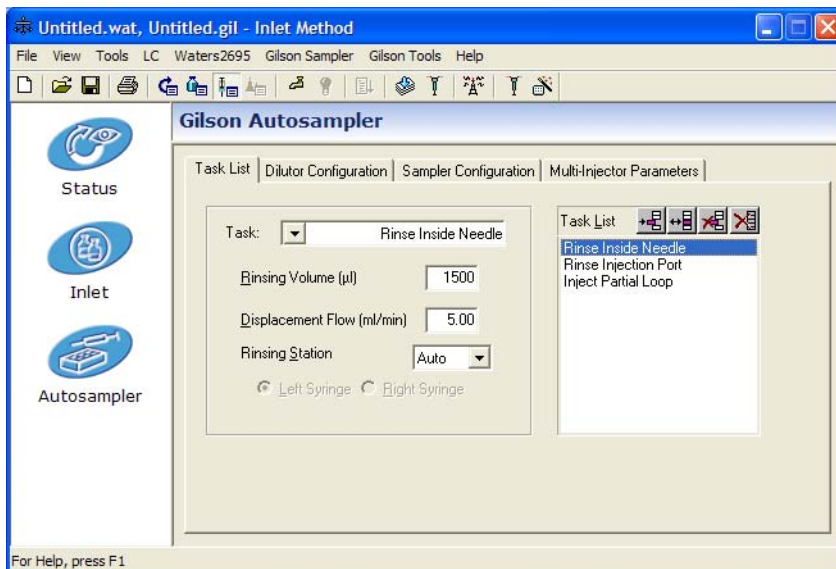 Untitled.wat, Untitled.gil - Inlet Method
File View Tools LC Waters2695 Gilson Sampler Gilson Tools Help
Gilson Autosampler
Status
Inlet
Autosampler
Task List Dilutor Configuration Sampler Configuration Multi-Injector Parameters
Task: Rinse Inside Needle
Rinsing Volume (µl) 1500
Displacement Flow (ml/min) 5.00
Rinsing Station Auto
Left Syringe Right Syringe
Task List
Rinse Inside Needle
Rinse Injection Port
Inject Partial Loop
For Help, press F1